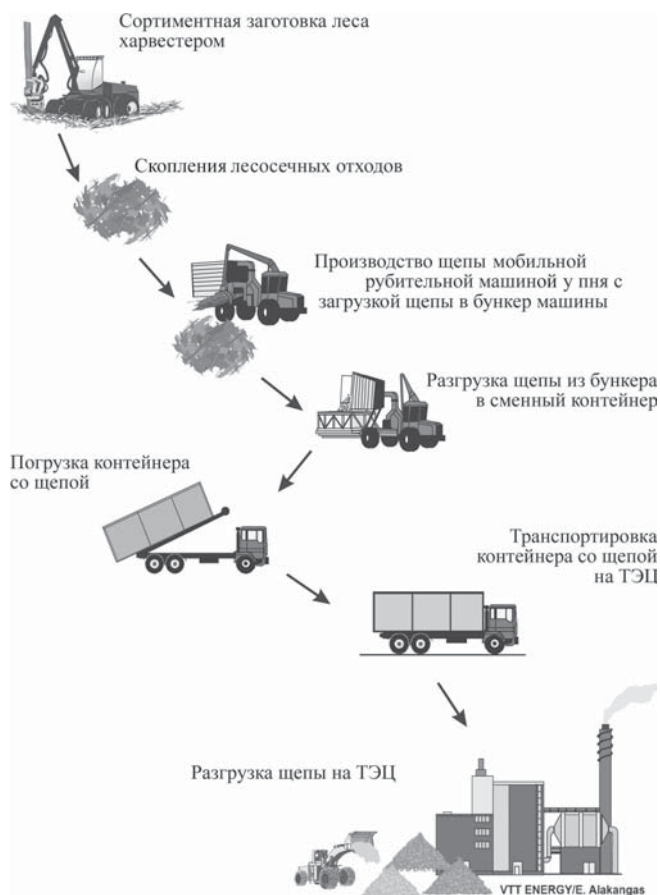 Сортиментная заготовка леса
харвестером
Скопления лесосечных отходов
Производство щепы мобильной
рубительной машиной у пня с
загрузкой щепы в бункер машины
Разгрузка щепы из бункера
в сменный контейнер
Погрузка контейнера
со щепой
Транспортировка
контейнера со щепой
на ТЭЦ
Разгрузка щепы на ТЭЦ
VTT ENERGY/E. Alakangas